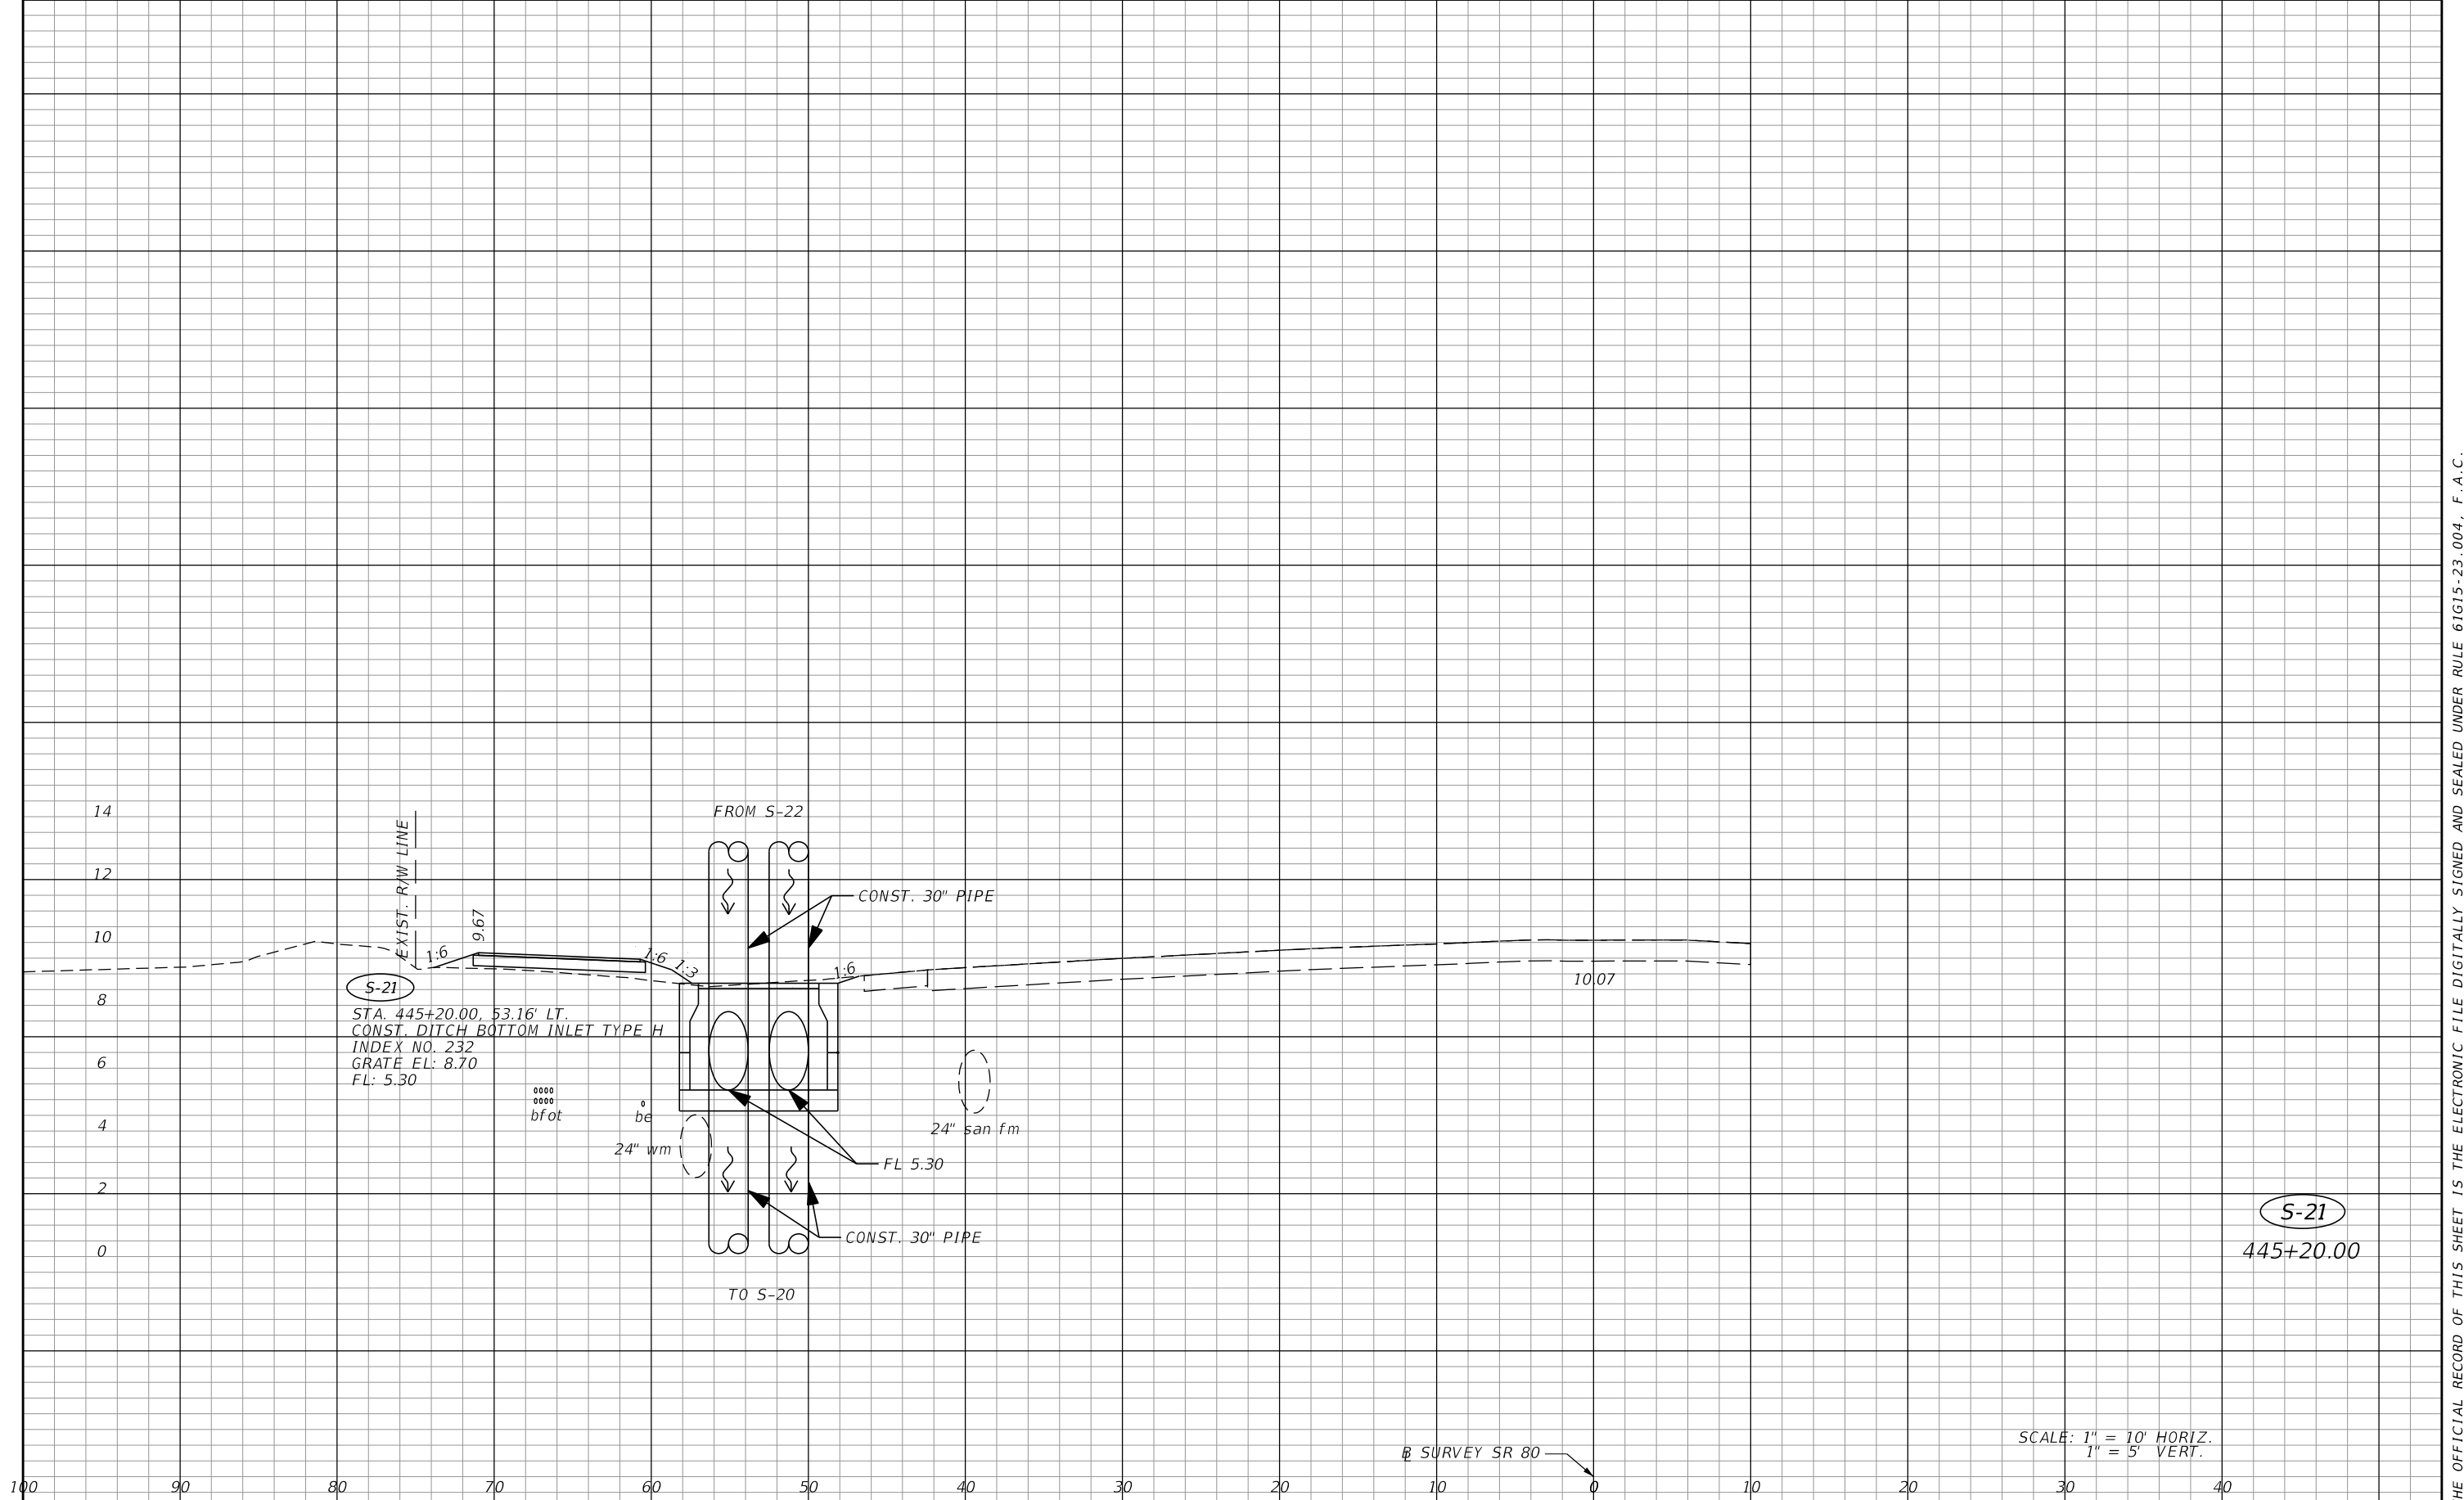 14
FROM S-22
12
CONST. 30" PIPE
EXIST. R/W LINE
9.67
10
1:6
1:6
1:3
1:6
10.07
8
S-21
STA. 445+20.00, 53.16' LT.
CONST. DITCH BOTTOM INLET TYPE H
INDEX NO. 232
GRATE EL: 8.70
FL: 5.30
6
bfot
be
4
24" san fm
24" wm
FL 5.30
2
S-21
445+20.00
0
CONST. 30" PIPE
TO S-20
SCALE: 1" = 10' HORIZ.
1" = 5' VERT.
BL SURVEY SR 80
100 90 80 70 60 50 40 30 20 10 0 10 20 30 40
HE OFFICIAL RECORD OF THIS SHEET IS THE ELECTRONIC FILE DIGITALLY SIGNED AND SEALED UNDER RULE 61G15-23.004, F.A.C.